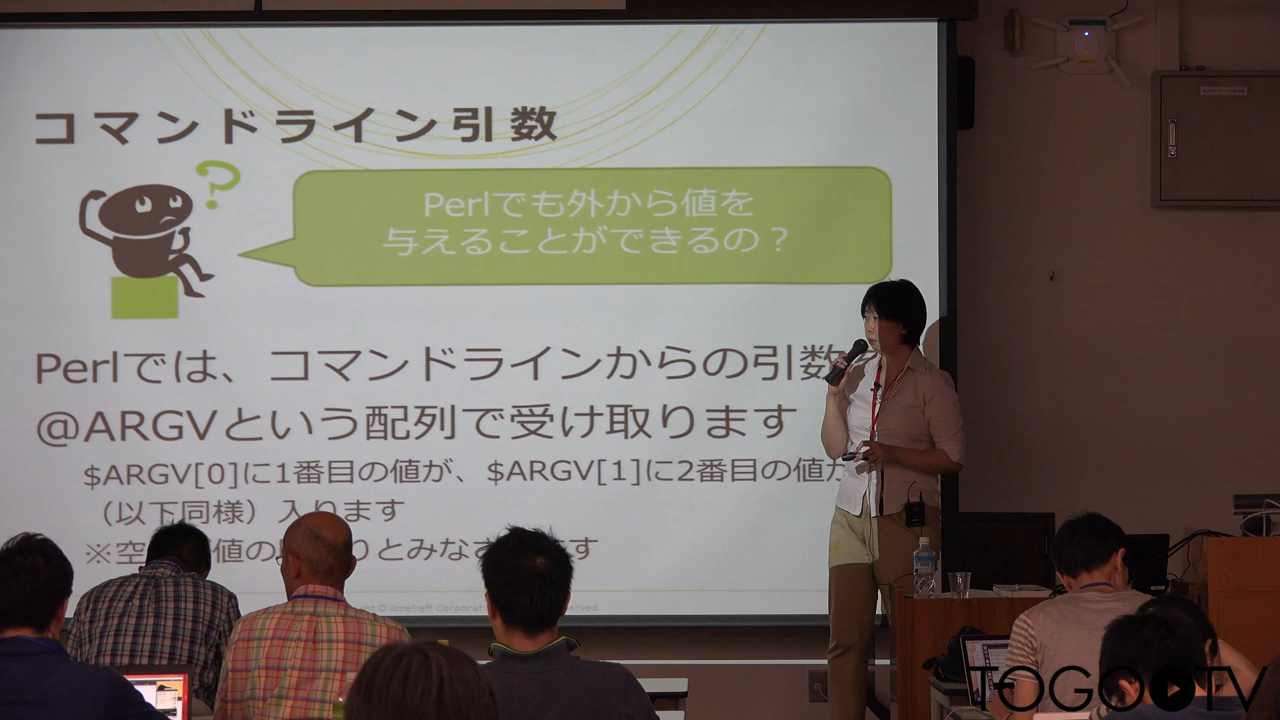 コマンドライン引数
?
Perlでも外から値を
与えることができるの？
Perlでは、コマンドラインからの引数
@ARGVという配列で受け取ります
$ARGV[0]に1番目の値が、$ARGV[1]に2番目の値が
（以下同様）入ります
※空 値の りとみなさ ます
© Amelieff Corporat
TOGOTV